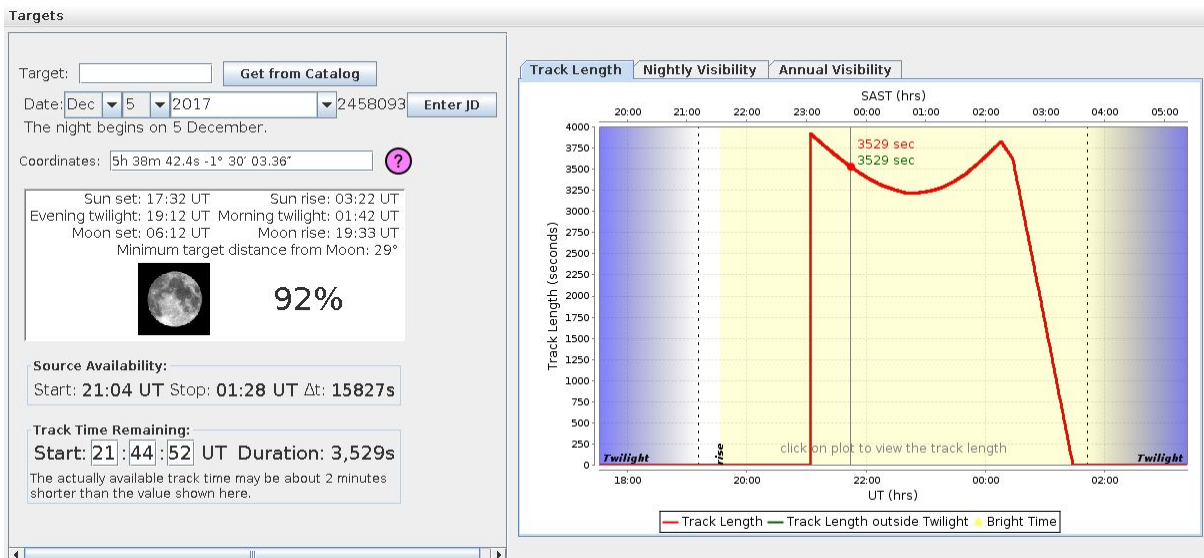 Targets
Target:
Get from Catalog
Date: Dec 5 2017 2458093 Enter JD
The night begins on 5 December.
Coordinates: 5h 38m 42.4s -1° 30' 03.36" ?
Sun set: 17:32 UT Sun rise: 03:22 UT
Evening twilight: 19:12 UT Morning twilight: 01:42 UT
Moon set: 06:12 UT Moon rise: 19:33 UT
Minimum target distance from Moon: 29°
92%
Source Availability:
Start: 21:04 UT Stop: 01:28 UT Δt: 15827s
Track Time Remaining:
Start: 21 : 44 : 52 UT Duration: 3,529s
The actually available track time may be about 2 minutes
shorter than the value shown here.
Track Length Nightly Visibility Annual Visibility
SAST (hrs)
20:00 21:00 22:00 23:00 00:00 01:00 02:00 03:00 04:00 05:00
Track Length (seconds)
4000
3750
3500
3250
3000
2750
2500
2250
2000
1750
1500
1250
1000
750
500
250
0
3529 sec
3529 sec
click on plot to view the track length
Twilight
rise
Twilight
18:00 20:00 22:00 00:00 02:00
UT (hrs)
Track Length Track Length outside Twilight Bright Time